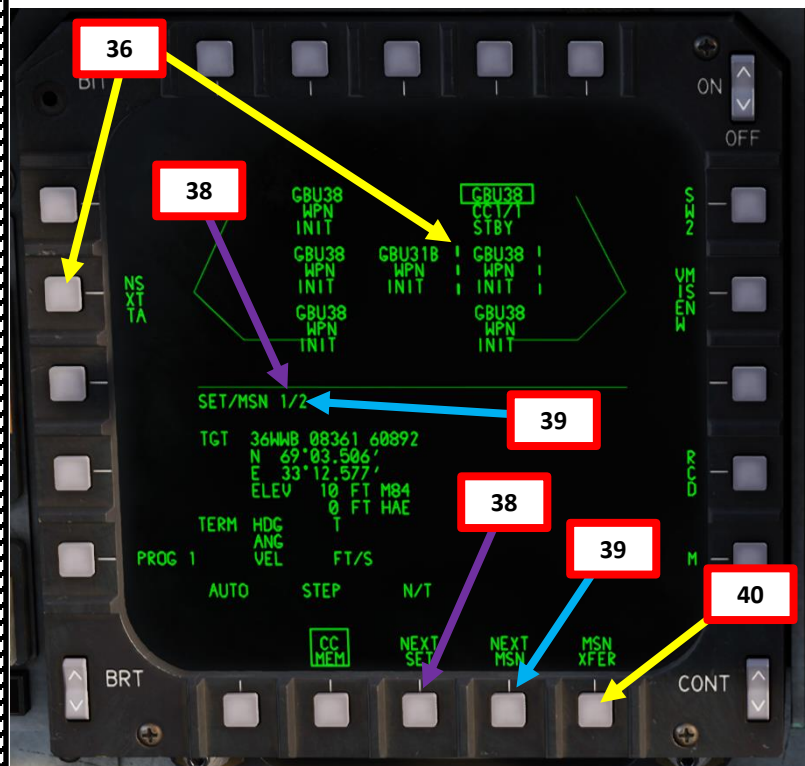 36
ON
OFF
38
GBU38 GBU38
WPN CC1/1
INIT STBY
S
W
2
GBU38 GBU31B GBU38
WPN WPN WPN
INIT INIT INIT
NS
XT
TA
VM
IS
EN
W
GBU38 GBU38
WPN WPN
INIT INIT
SET/MSN 1/2
39
TGT 36WWB 08361 60892
N 69°03.506′
E 33°12.577′
ELEV 10 FT M84
0 FT HAE
R
C
D
38
TERM HDG T
ANG
VEL FT/S
39
PROG 1
M
40
AUTO STEP N/T
CC NEXT NEXT MSN
MEM SET MSN XFER
BRT
CONT